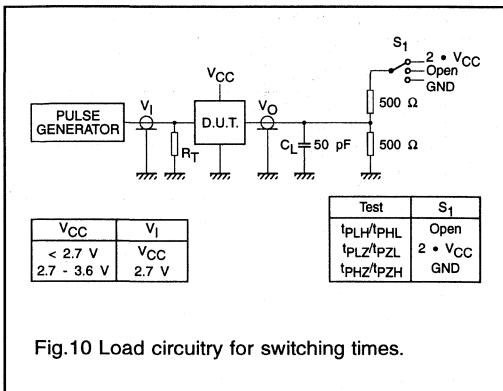 S1
2 • VCC
Open
GND
VCC
500 Ω
PULSE GENERATOR
VI
D.U.T.
VO
RT
CL
50 pF
500 Ω
VCC VI
< 2.7 V VCC
2.7 - 3.6 V 2.7 V
Test S1
tPLH/tPHL Open
tPLZ/tPZL 2 • VCC
tPHZ/tPZH GND
Fig.10 Load circuitry for switching times.